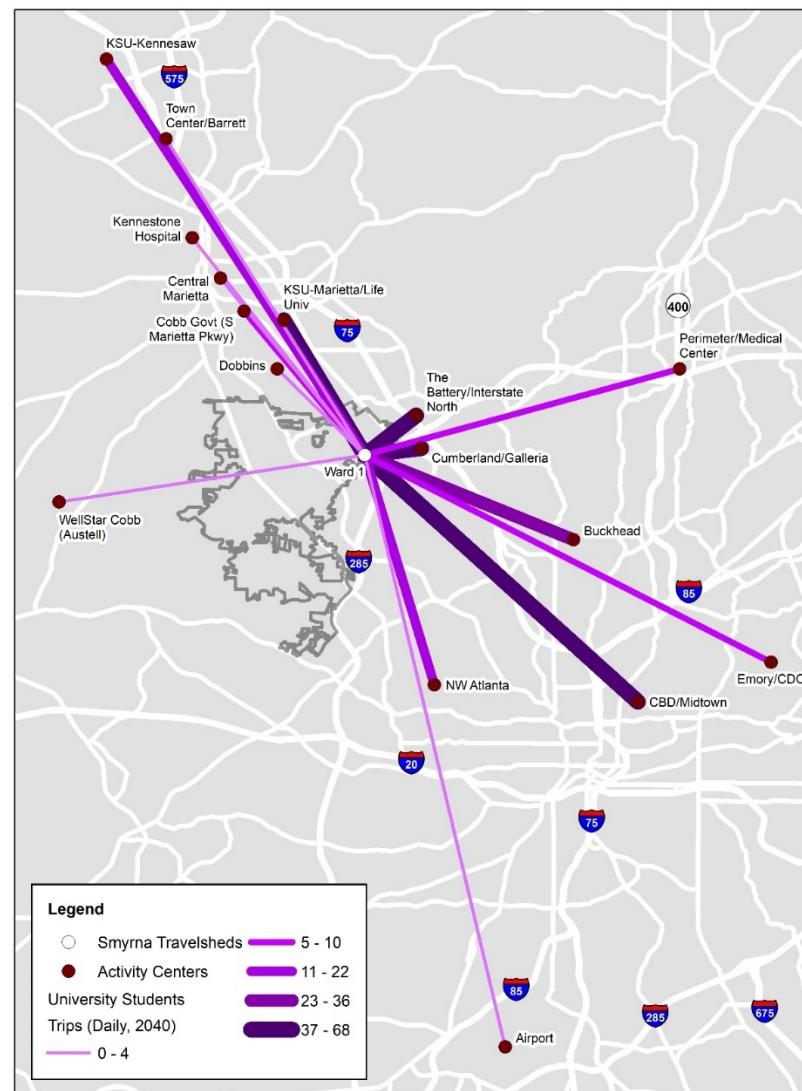 KSU-Kennesaw
575
Town
Center/Barrett
Kennestone
Hospital
Central
Marietta
KSU-Marietta/Life
Univ
Cobb Govt (S
Marietta Pkwy)
75
400
Perimeter/Medical
Center
Dobbins
The
Battery/Interstate
North
Cumberland/Galleria
Ward 1
WellStar Cobb
(Austell)
Buckhead
285
85
Emory/CDC
NW Atlanta
CBD/Midtown
20
75
Legend
Smyrna Travelsheds
Activity Centers
University Students
Trips (Daily, 2040)
0 - 4
5 - 10
11 - 22
23 - 36
37 - 68
85
285
675
Airport